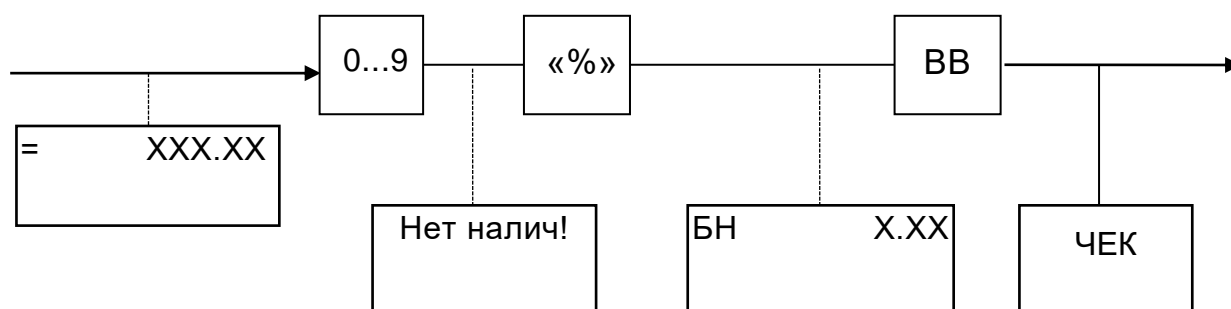 0...9
«%»
ВВ
= XXX.XX
Нет налич!
БН X.XX
ЧЕК